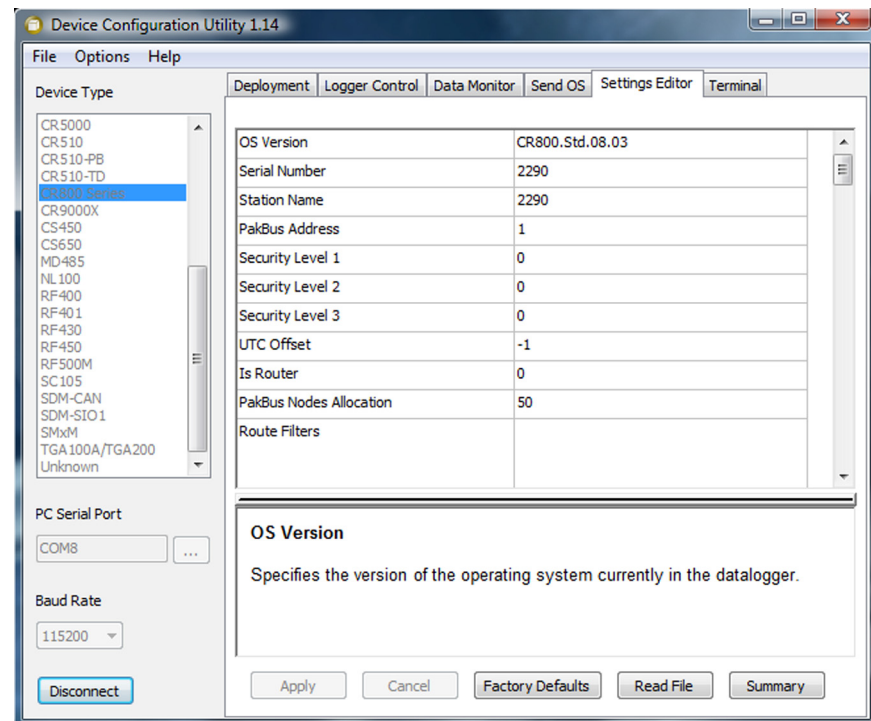 Device Configuration Utility 1.14
File Options Help
Device Type
CR5000
CR510
CR510-PB
CR510-TD
CR800 Series
CR9000X
CS450
CS650
MD485
NL100
RF400
RF401
RF430
RF450
RF500M
SC105
SDM-CAN
SDM-SIO1
SMxM
TGA100A/TGA200
Unknown
PC Serial Port
COM8
...
Baud Rate
115200
Disconnect
Deployment Logger Control Data Monitor Send OS Settings Editor Terminal
OS Version CR800.Std.08.03
Serial Number 2290
Station Name 2290
PakBus Address 1
Security Level 1 0
Security Level 2 0
Security Level 3 0
UTC Offset -1
Is Router 0
PakBus Nodes Allocation 50
Route Filters
OS Version
Specifies the version of the operating system currently in the datalogger.
Apply Cancel Factory Defaults Read File Summary